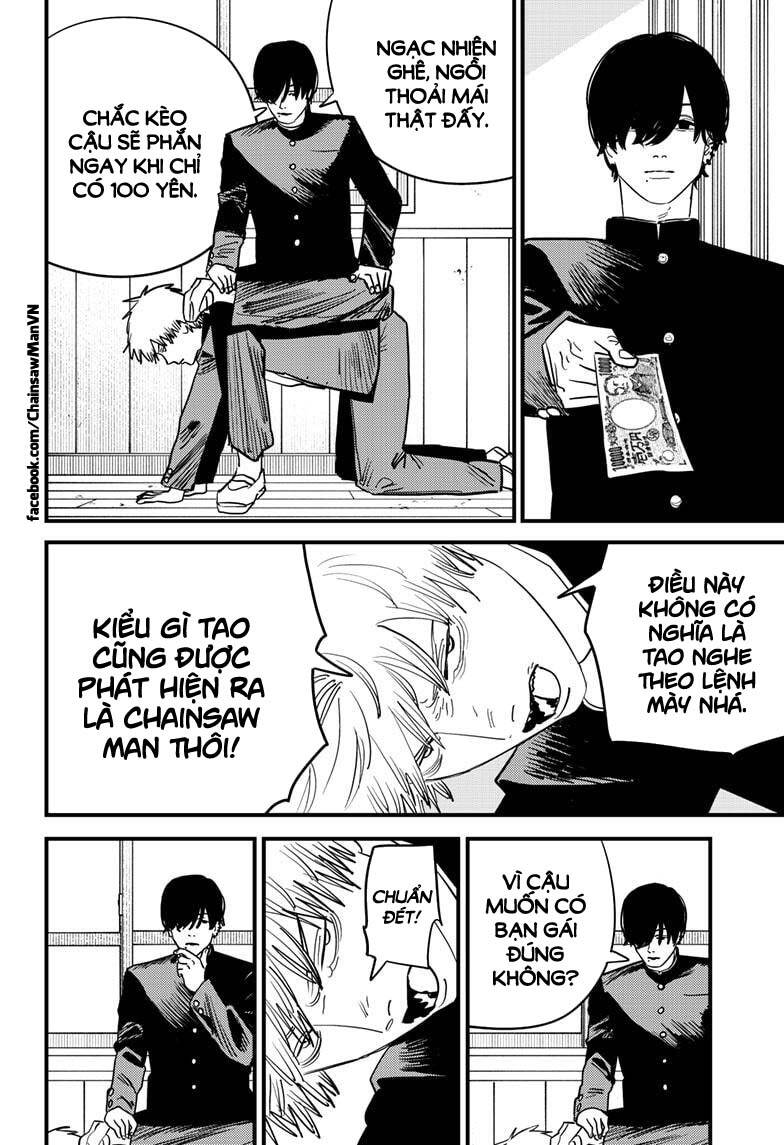 NGẠC NHIÊN
GHÊ, NGỒI
THOẢI MÁI
THẬT ĐẤY.
CHẮC KÈO
CẬU SẼ PHẮN
NGAY KHI CHỈ
CÓ 100 YÊN.
10000
facebook.com/ChainsawManVN
ĐIỀU NÀY
KHÔNG CÓ
NGHĨA LÀ
TAO NGHE
THEO LỆNH
MÀY NHÁ.
KIỂU GÌ TAO
CŨNG ĐƯỢC
PHÁT HIỆN RA
LÀ CHAINSAW
MAN THÔI!
VÌ CẬU
MUỐN CÓ
BẠN GÁI
ĐÚNG
KHÔNG?
CHUẨN
ĐÉT!